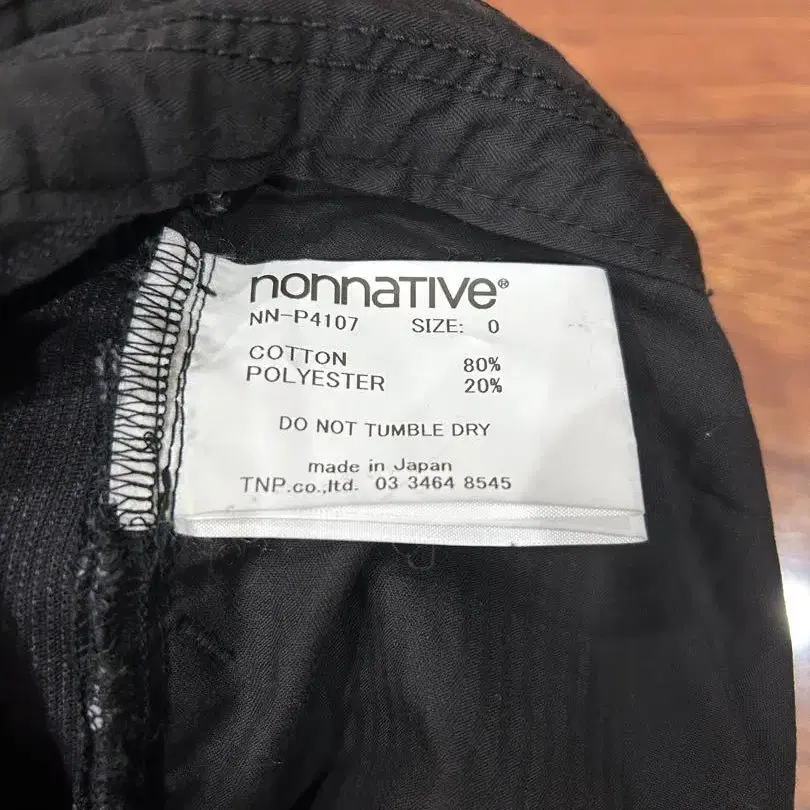 nonnaTIVe®
NN-P4107 SIZE: 0
COTTON 80%
POLYESTER 20%
DO NOT TUMBLE DRY
made in Japan
TNP.co.,ltd. 03 3464 8545